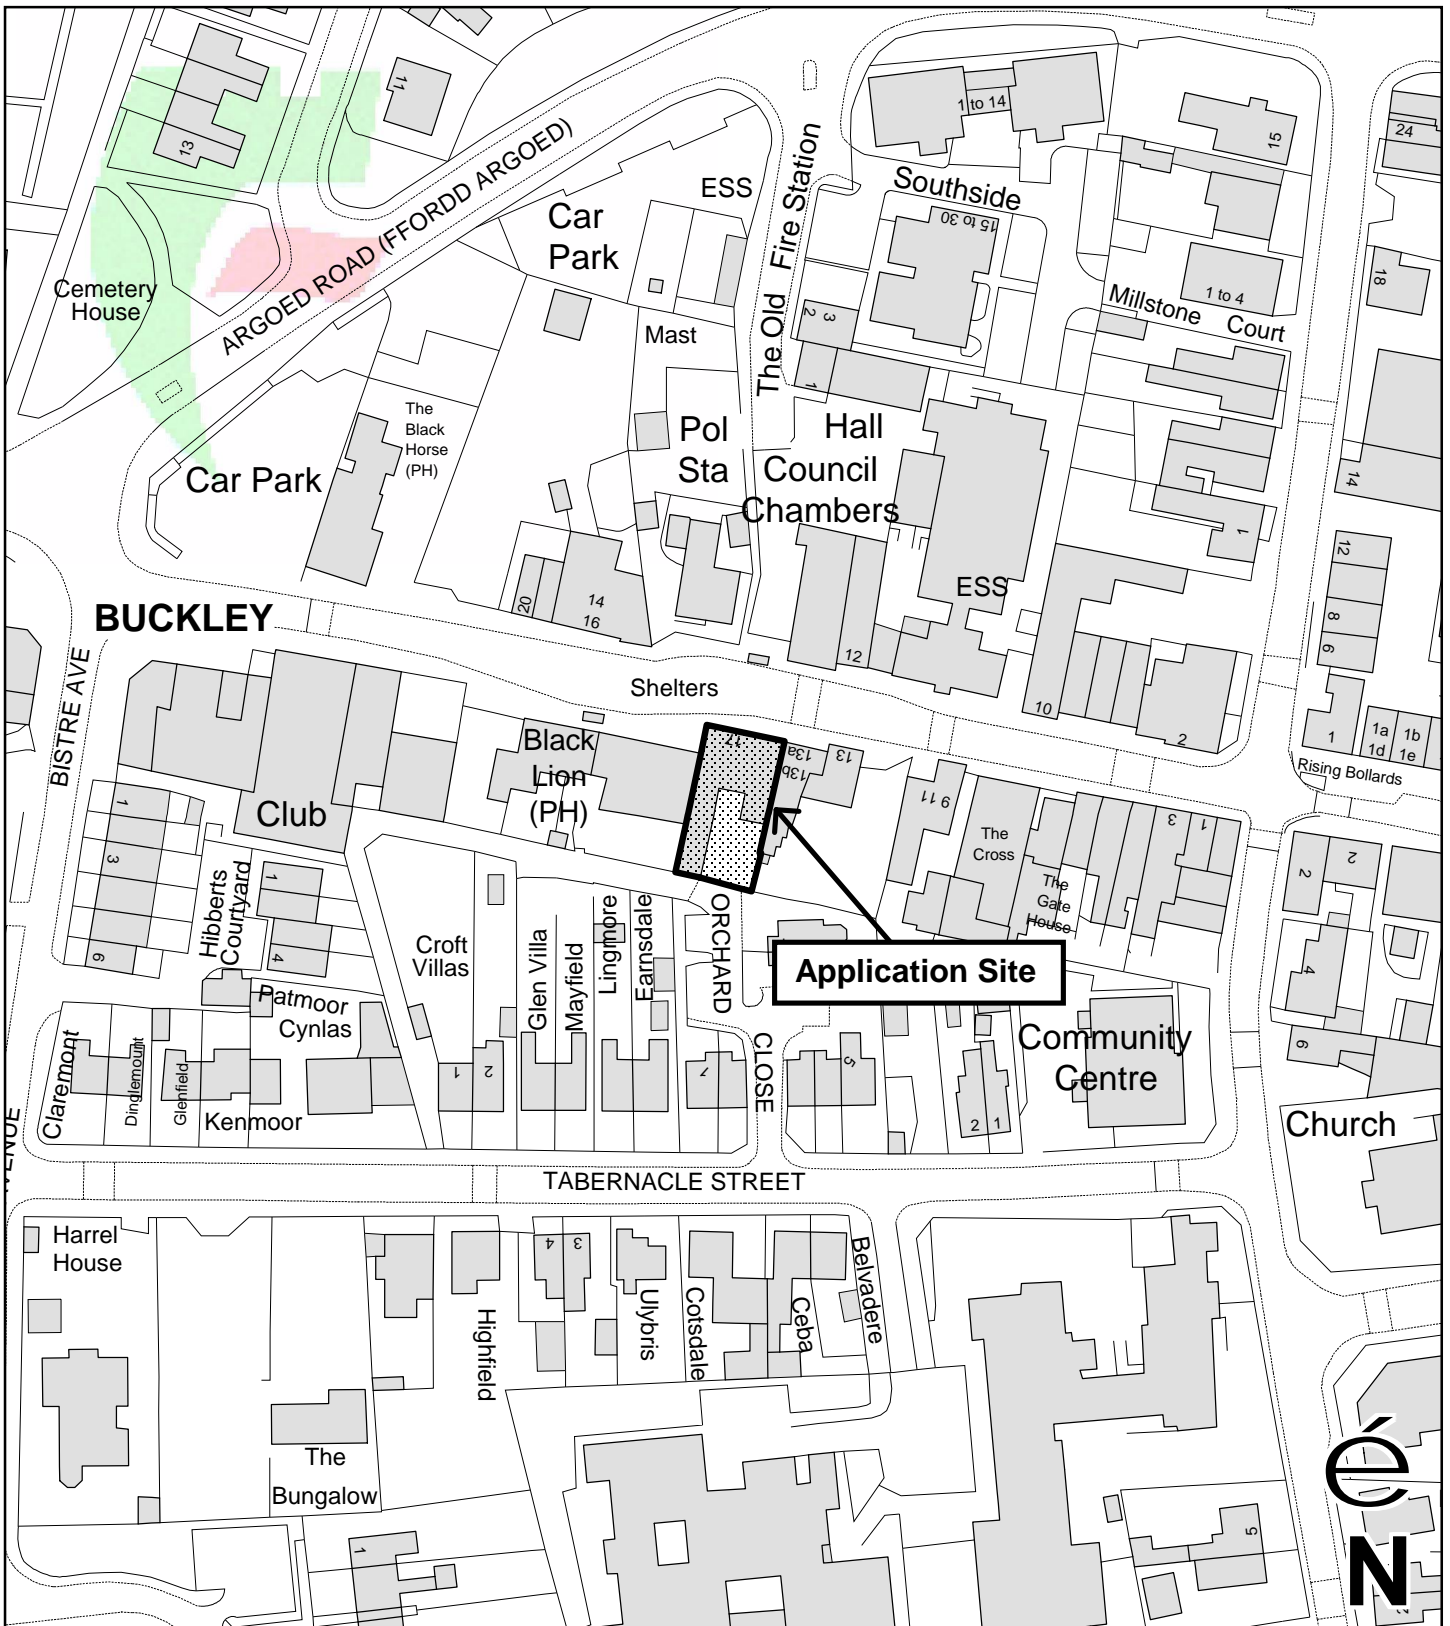 11
13
1 to 14
15
24
ESS
Southside
15 to 30
Car
Park
ARGOED ROAD (FFORDD ARGOED)
The Old Fire Station
Cemetery
House
Millstone Court
1 to 4
18
Mast
2
3
1
The
Black
Horse
(PH)
Pol
Sta
Hall
Council
Chambers
Car Park
14
1
12
8
6
ESS
20
14
16
BUCKLEY
12
10
2
1
1a
1d
1b
1e
Rising Bollards
BISTRE AVE
Shelters
Black
Lion
(PH)
17
13a
13b
13
9 11
The
Cross
The
Gate
House
3
1
2
2
Club
1
3
6
Hibberts
Courtyard
1
4
Croft
Villas
Glen Villa
Mayfield
Lingmore
Earnsdale
ORCHARD
CLOSE
Application Site
4
6
Patmoor
Cynlas
Claremont
Dinglemount
Glenfield
Kenmoor
1
2
7
5
2
1
Community
Centre
Church
TABERNACLE STREET
Harrel
House
Highfield
4
3
Ulybris
Cotsdale
Ceba
Belvadere
The
Bungalow
1
5
é
N